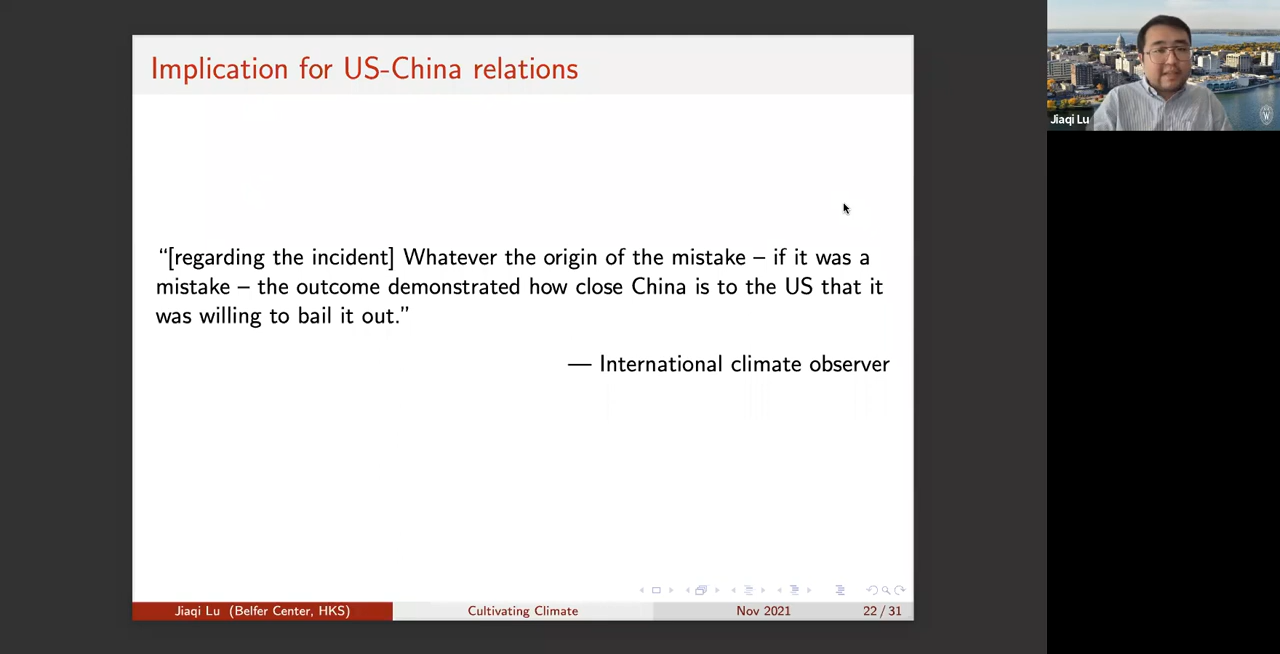 Implication for US-China relations
“[regarding the incident] Whatever the origin of the mistake – if it was a
mistake – the outcome demonstrated how close China is to the US that it
was willing to bail it out.”
— International climate observer
Jiaqi Lu (Belfer Center, HKS)
Cultivating Climate
Nov 2021
22 / 31
Jiaqi Lu
W